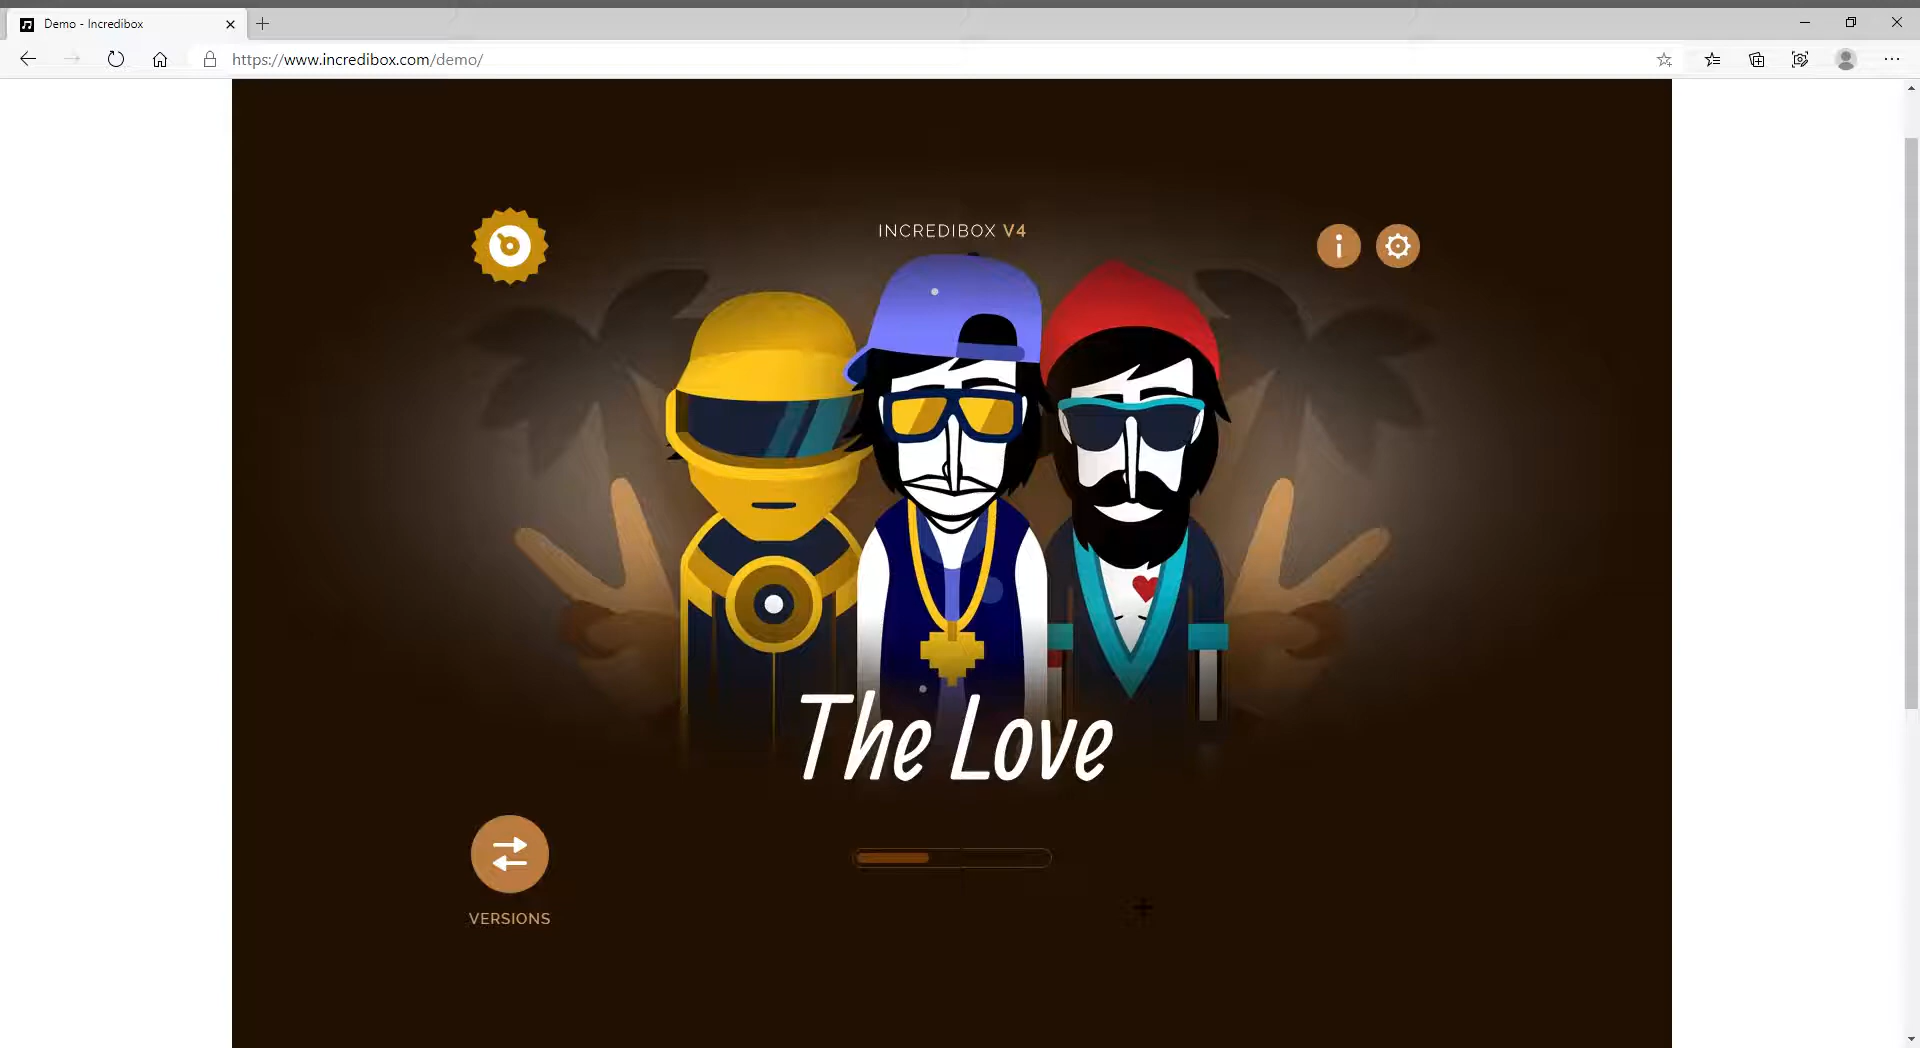 Demo - Incredibox
https://www.incredibox.com/demo/
INCREDIBOX V4
The Love
VERSIONS